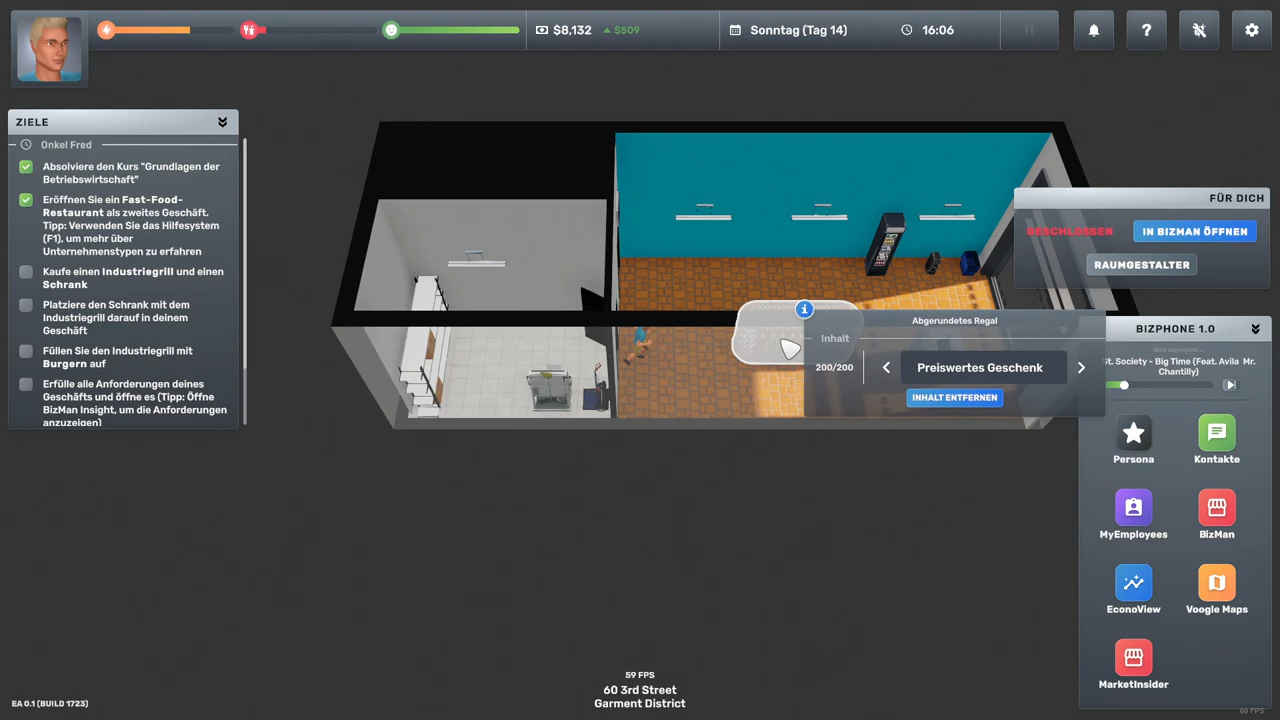 $8,132
$509
Sonntag (Tag 14)
16:06
?
ZIELE
Onkel Fred
Absolviere den Kurs "Grundlagen der
Betriebswirtschaft"
Eröffnen Sie ein Fast-Food-
Restaurant als zweites Geschäft.
Tipp: Verwenden Sie das Hilfesystem
(F1), um mehr über
Unternehmenstypen zu erfahren
Kaufe einen Industriegrill und einen
Schrank
Platziere den Schrank mit dem
Industriegrill darauf in deinem
Geschäft
Füllen Sie den Industriegrill mit
Burgern auf
Erfülle alle Anforderungen deines
Geschäfts und öffne es (Tipp: Öffne
BizMan Insight, um die Anforderungen
anzuzeigen)
FÜR DICH
GESCHLOSSEN
IN BIZMAN ÖFFNEN
RAUMGESTALTER
Abgerundetes Regal
Inhalt
200/200
Preiswertes Geschenk
INHALT ENTFERNEN
BIZPHONE 1.0
St. Society - Big Time (Feat. Avila Mr.
Chantilly)
Persona
Kontakte
MyEmployees
BizMan
EconoView
Voogle Maps
MarketInsider
59 FPS
60 3rd Street
Garment District
EA 0.1 (BUILD 1723)
60 FPS